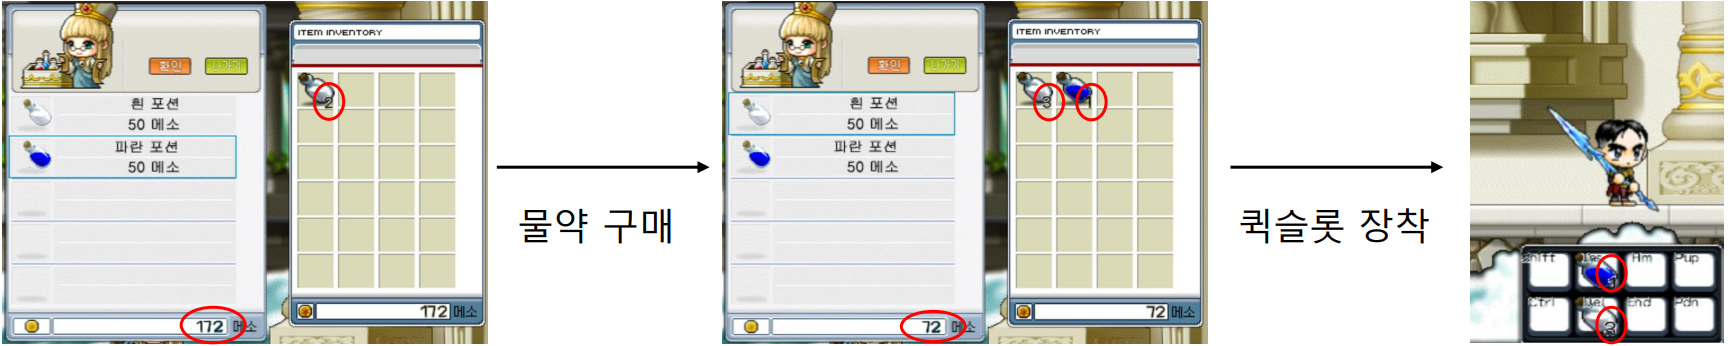 확인
나가기
흰 포션
50 메소
파란 포션
50 메소
172 메소
ITEM INVENTORY
2
172 메소
물약 구매
확인
나가기
흰 포션
50 메소
파란 포션
50 메소
72 메소
ITEM INVENTORY
3
1
72 메소
퀵슬롯 장착
Shift
Ins
Hm
Pup
1
Ctrl
Del
End
Pdn
3